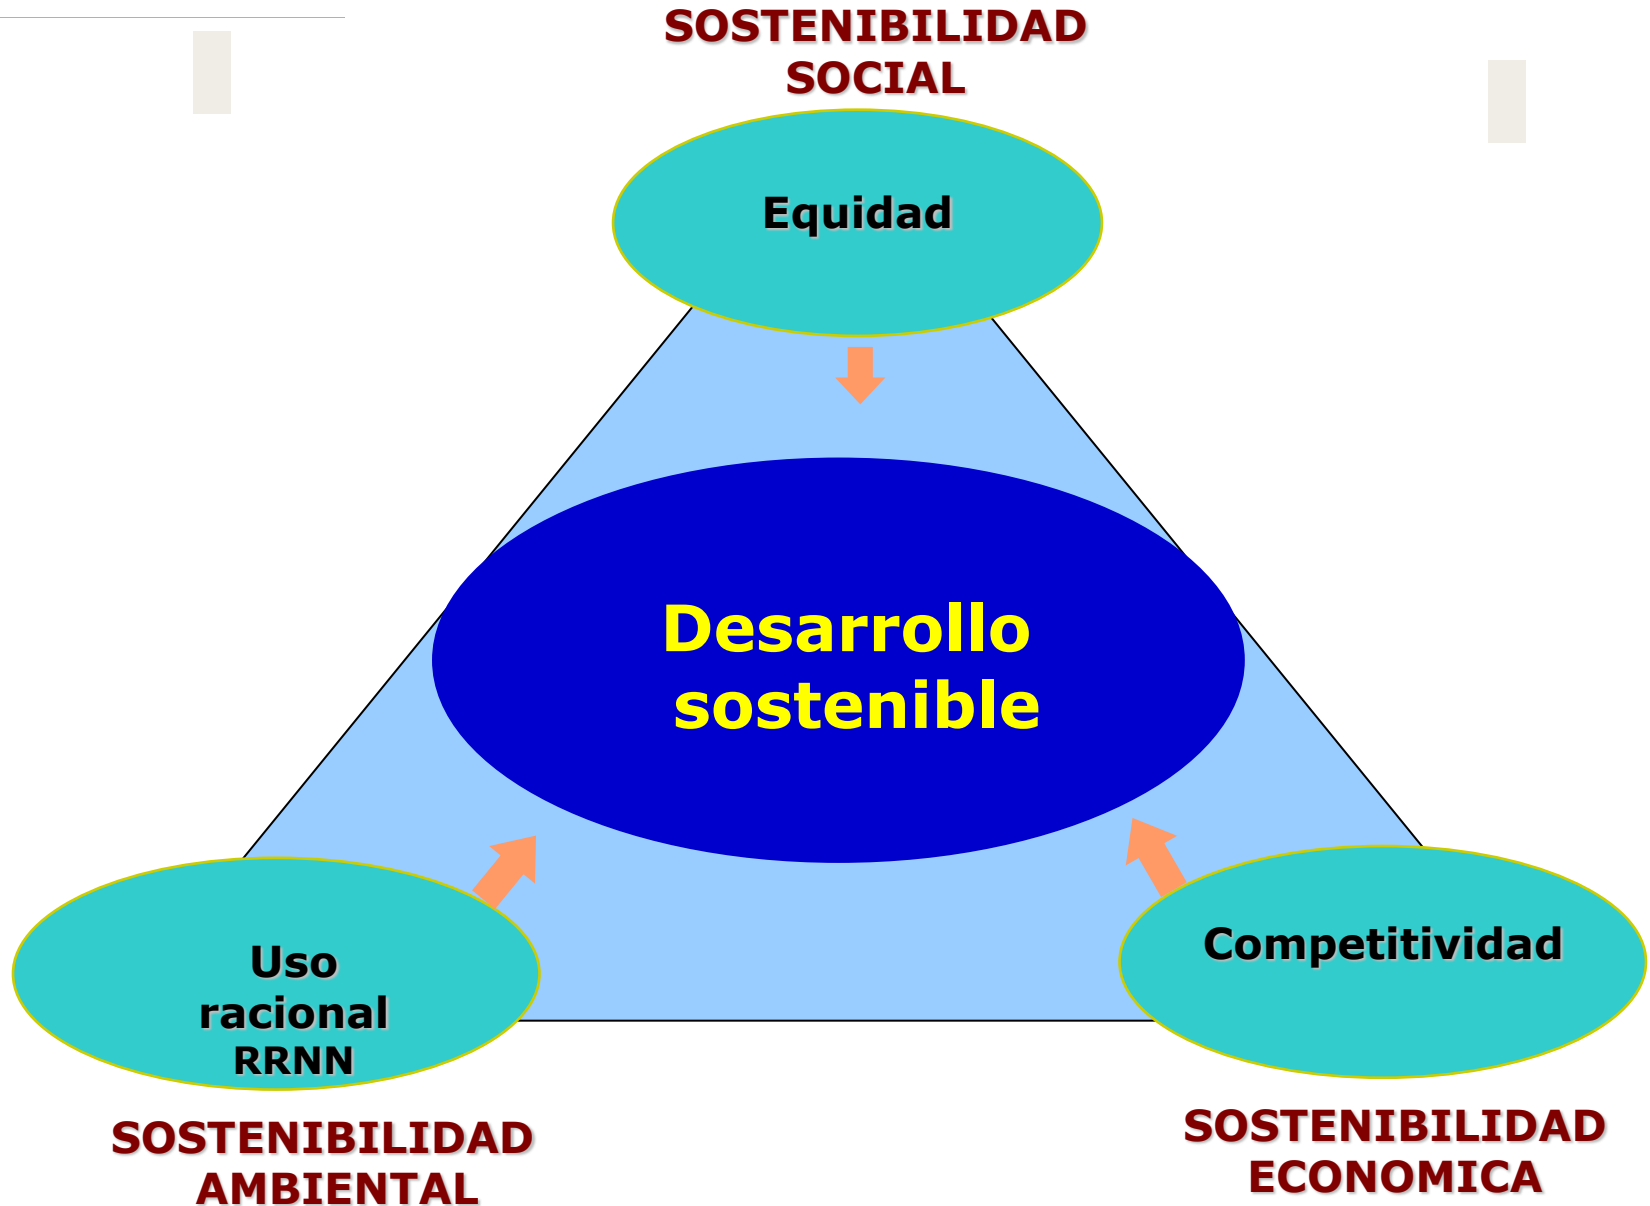 SOSTENIBILIDAD
SOCIAL
Equidad
Desarrollo
sostenible
Uso
racional
RRNN
Competitividad
SOSTENIBILIDAD
AMBIENTAL
SOSTENIBILIDAD
ECONOMICA